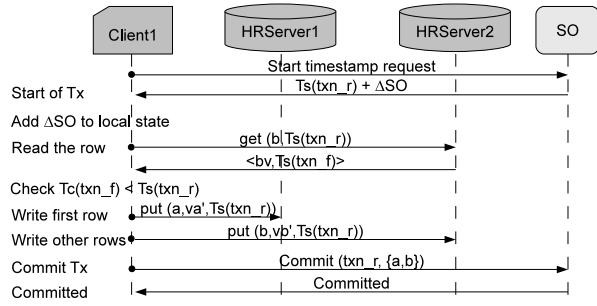 Client1
HRServer1
HRServer2
SO
Start timestamp request
Start of Tx
Ts(txn_r) + ΔSO
Add ΔSO to local state
Read the row
get (b,Ts(txn_r))
<bv,Ts(txn_f)>
Check Tc(txn_f) < Ts(txn_r)
Write first row
put (a,va',Ts(txn_r))
Write other rows
put (b,vb',Ts(txn_r))
Commit Tx
Commit (txn_r, {a,b})
Committed
Committed